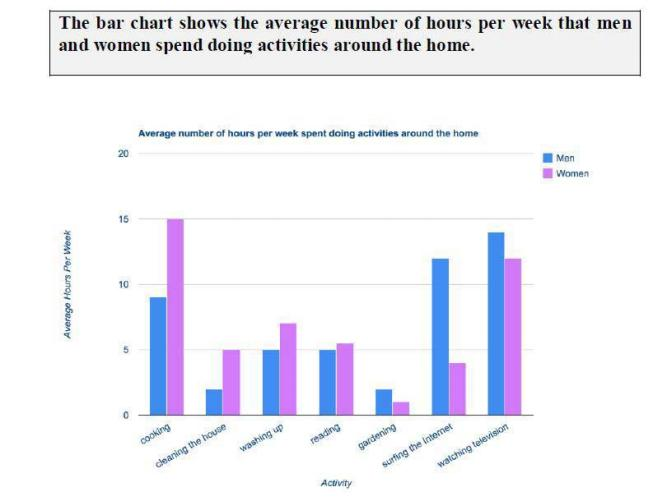 The bar chart shows the average number of hours per week that men
and women spend doing activities around the home.
Average number of hours per week spent doing activities around the home
20
15
10
5
0
Average Hours Per Week
Men
Women
cooking
cleaning the house
washing up
reading
gardening
surfing the Internet
watching television
Activity